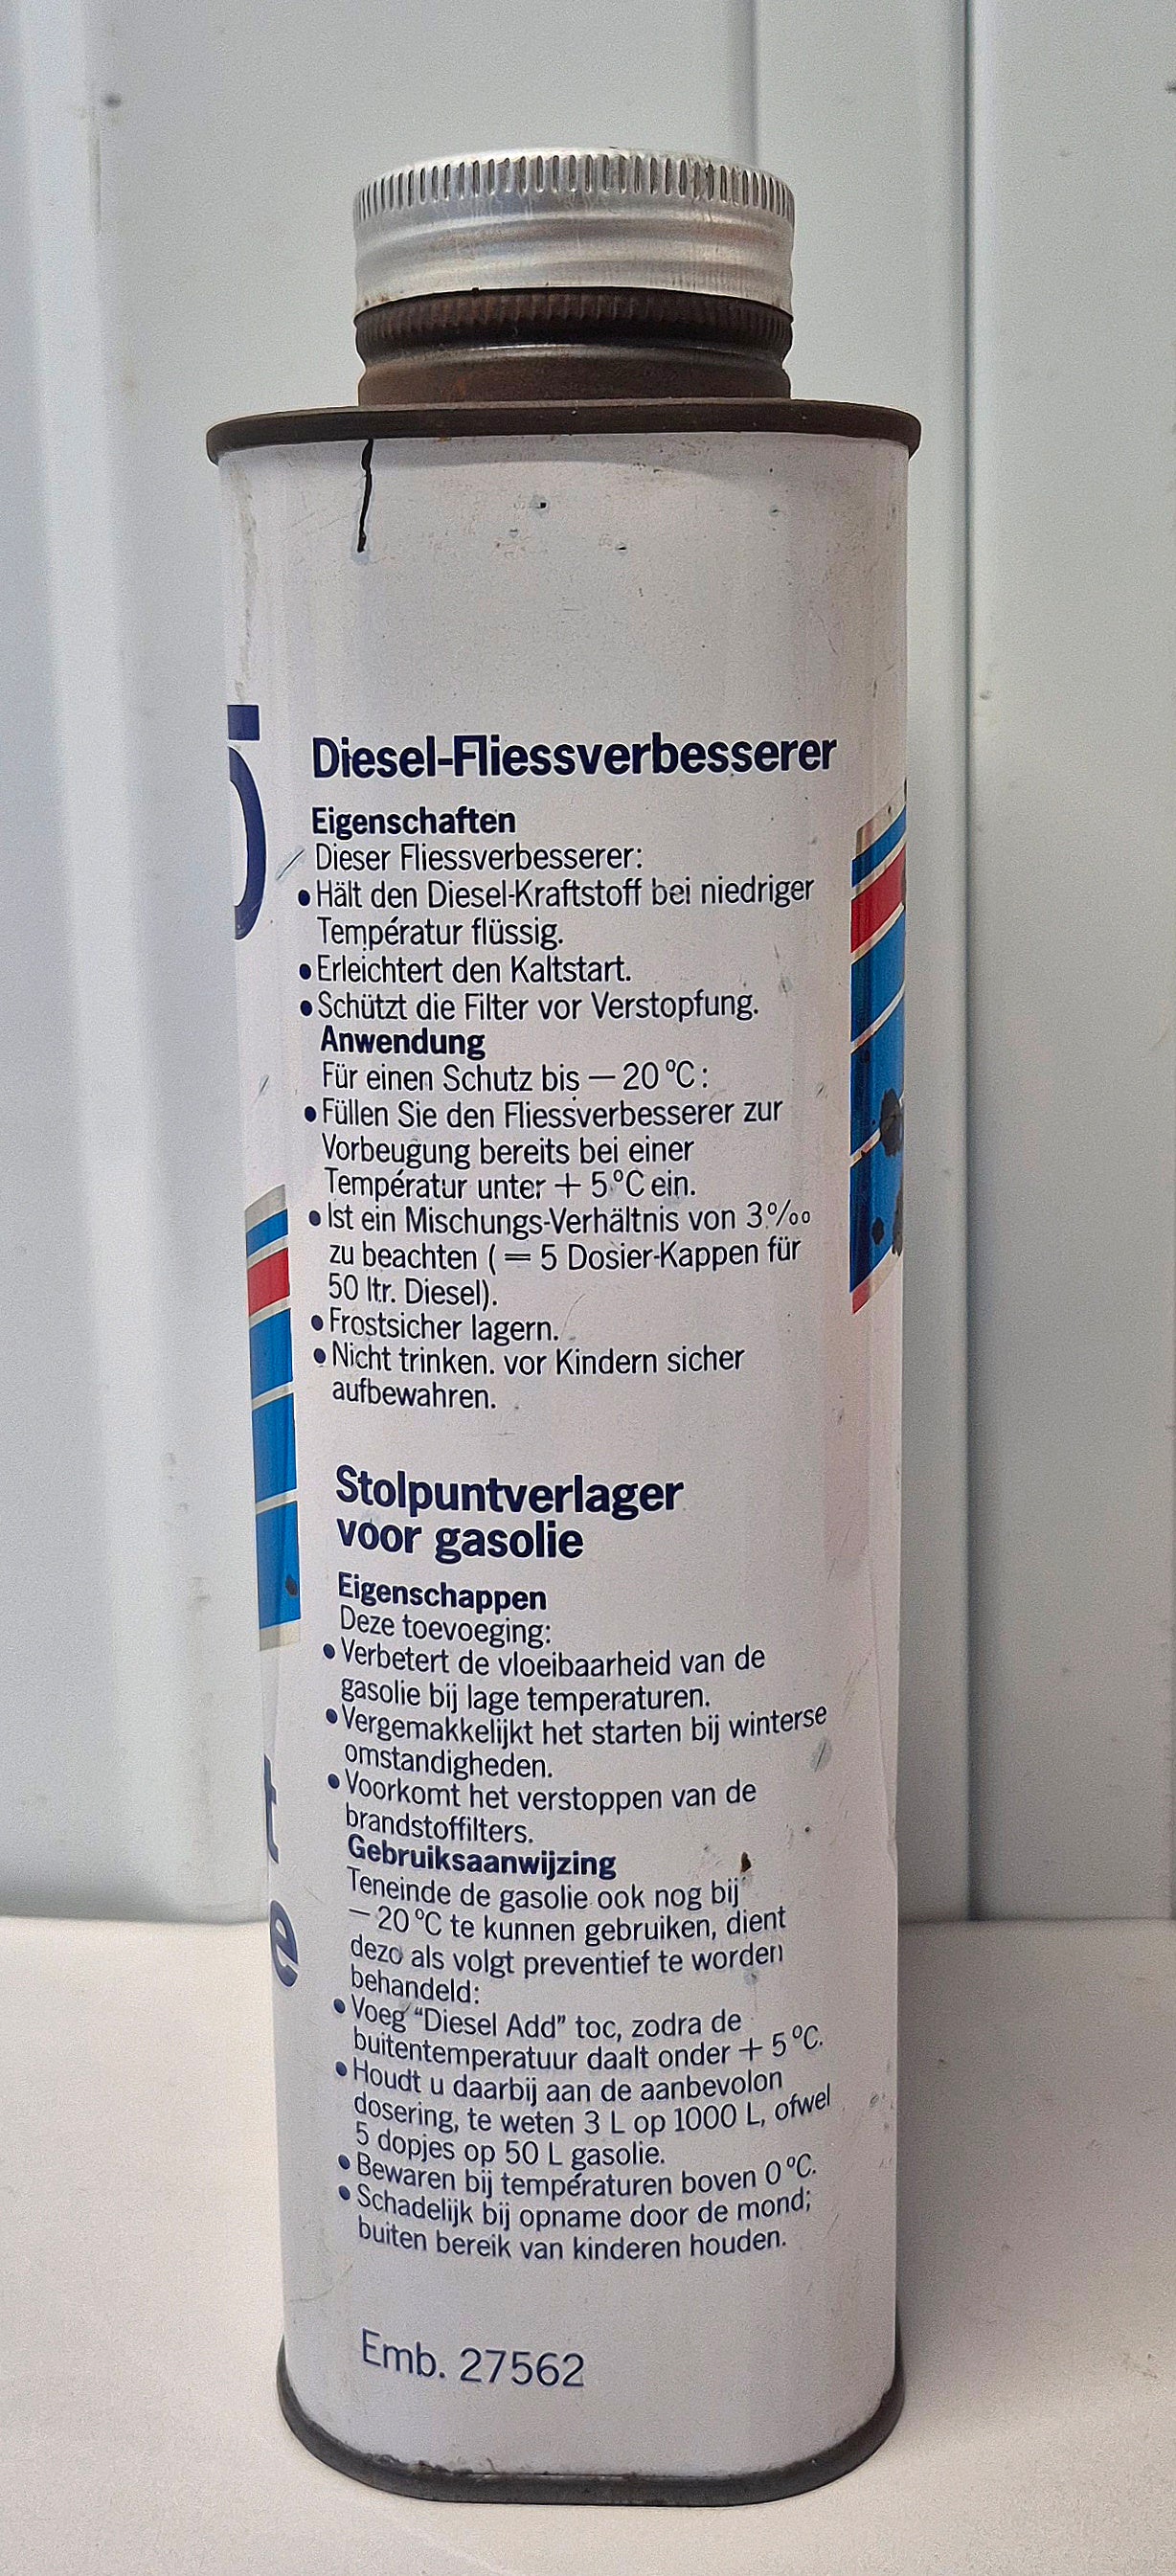 Diesel-Fliessverbesserer
Eigenschaften
Dieser Fliessverbesserer:
• Hält den Diesel-Kraftstoff bei niedriger
Températur flüssig.
• Erleichtert den Kaltstart.
• Schützt die Filter vor Verstopfung.
Anwendung
Für einen Schutz bis — 20 °C :
• Füllen Sie den Fliessverbesserer zur
Vorbeugung bereits bei einer
Températur unter + 5 °C ein.
• Ist ein Mischungs-Verhältnis von 3‰
zu beachten ( = 5 Dosier-Kappen für
50 ltr. Diesel).
• Frostsicher lagern.
• Nicht trinken. vor Kindern sicher
aufbewahren.
Stolpuntverlager
voor gasolie
Eigenschappen
Deze toevoeging:
• Verbetert de vloeibaarheid van de
gasolie bij lage temperaturen.
• Vergemakkelijkt het starten bij winterse
omstandigheden.
• Voorkomt het verstoppen van de
brandstoffilters.
Gebruiksaanwijzing
Teneinde de gasolie ook nog bij
— 20 °C te kunnen gebruiken, dient
dezo als volgt preventief te worden
behandeld:
• Voeg “Diesel Add” toc, zodra de
buitentemperatuur daalt onder + 5 °C.
• Houdt u daarbij aan de aanbevolon
dosering, te weten 3 L op 1000 L, ofwel
5 dopjes op 50 L gasolie.
• Bewaren bij températuren boven 0 °C.
• Schadelijk bij opname door de mond;
buiten bereik van kinderen houden.
Emb. 27562